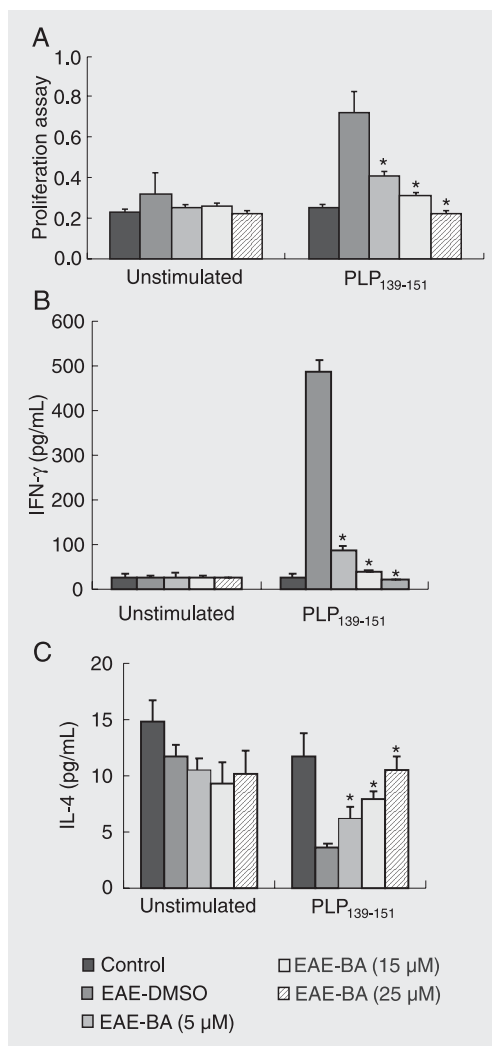 A
Proliferation assay
1.0
0.8
0.6
0.4
0.2
0.0
*
*
*
Unstimulated
PLP139-151
B
IFN-γ (pg/mL)
600
500
400
300
200
100
0
*
*
*
Unstimulated
PLP139-151
C
IL-4 (pg/mL)
20
15
10
5
0
*
*
*
Unstimulated
PLP139-151
Control
EAE-DMSO
EAE-BA (5 µM)
EAE-BA (15 µM)
EAE-BA (25 µM)